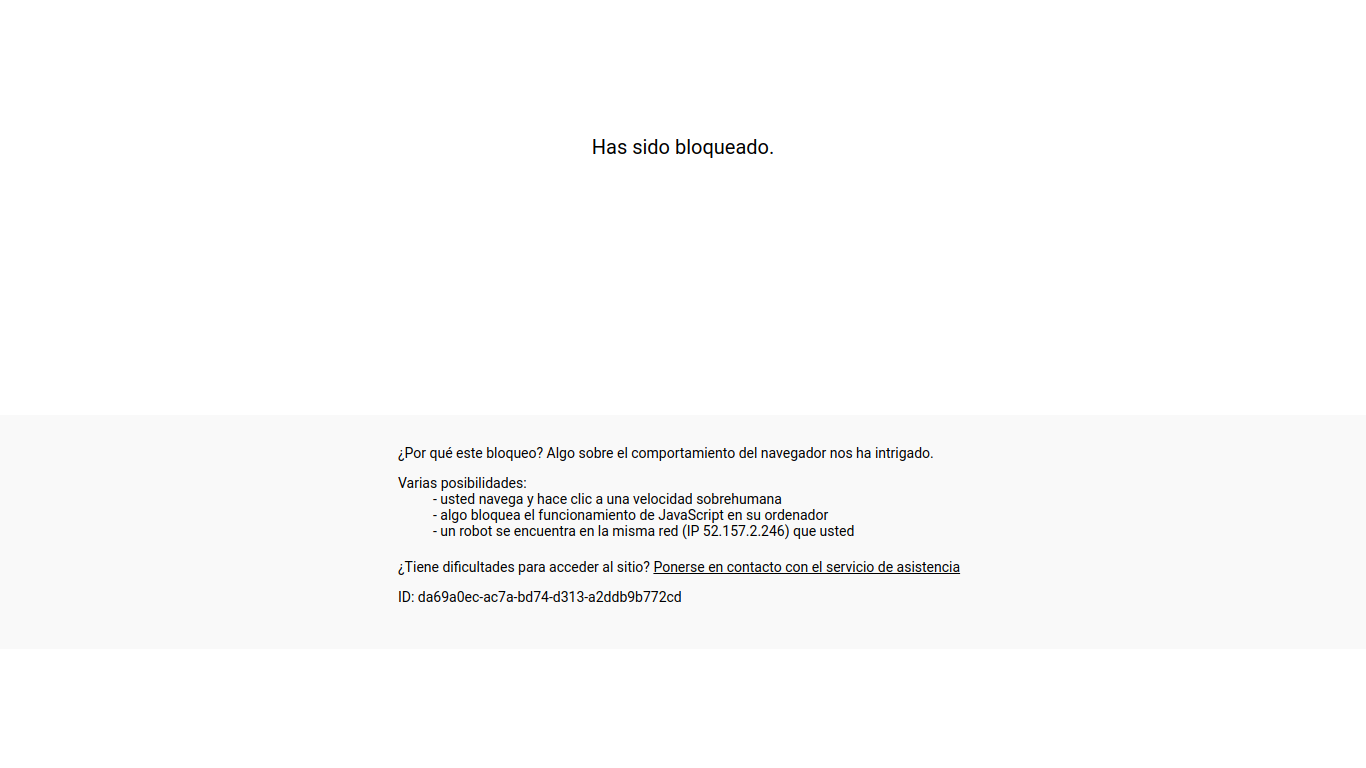 Has sido bloqueado.
¿Por qué este bloqueo? Algo sobre el comportamiento del navegador nos ha intrigado.
Varias posibilidades:
- usted navega y hace clic a una velocidad sobrehumana
- algo bloquea el funcionamiento de JavaScript en su ordenador
- un robot se encuentra en la misma red (IP 52.157.2.246) que usted
¿Tiene dificultades para acceder al sitio? Ponerse en contacto con el servicio de asistencia
ID: da69a0ec-ac7a-bd74-d313-a2ddb9b772cd